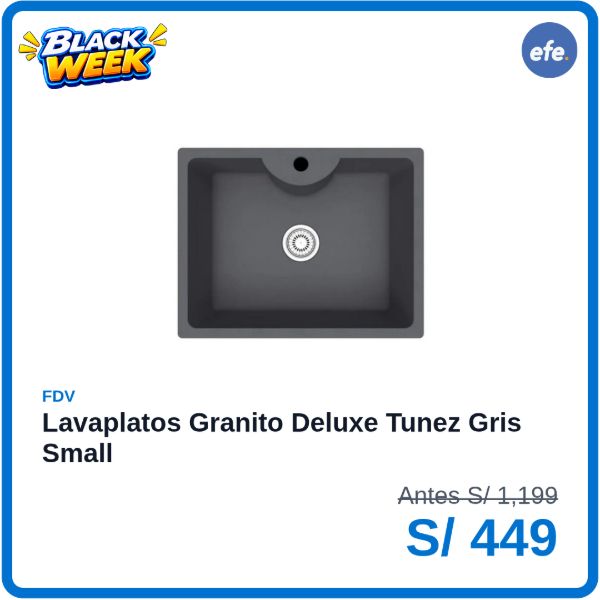 BLACK
WEEK
efe.
FDV
Lavaplatos Granito Deluxe Tunez Gris
Small
Antes S/ 1,199
S/ 449